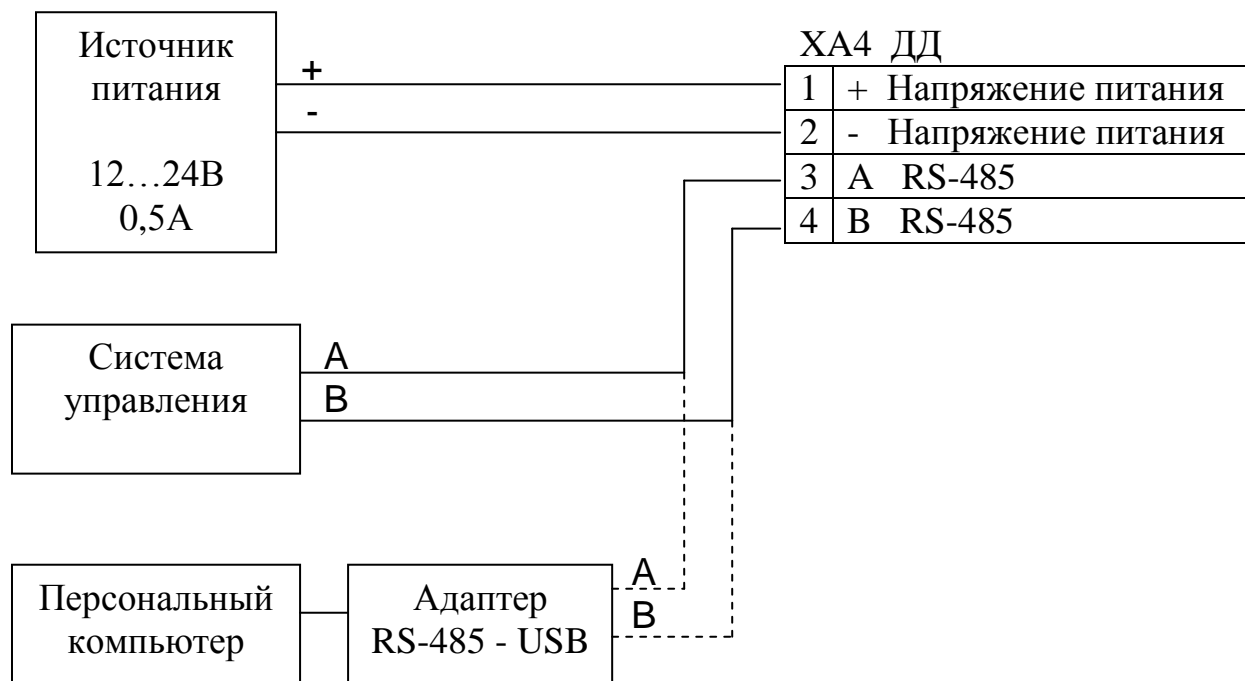 Источник
питания
12...24В
0,5А
+
-
ХА4 ДД
1 + Напряжение питания
2 - Напряжение питания
3 А RS-485
4 В RS-485
Система
управления
А
В
Персональный
компьютер
Адаптер
RS-485 - USB
А
В